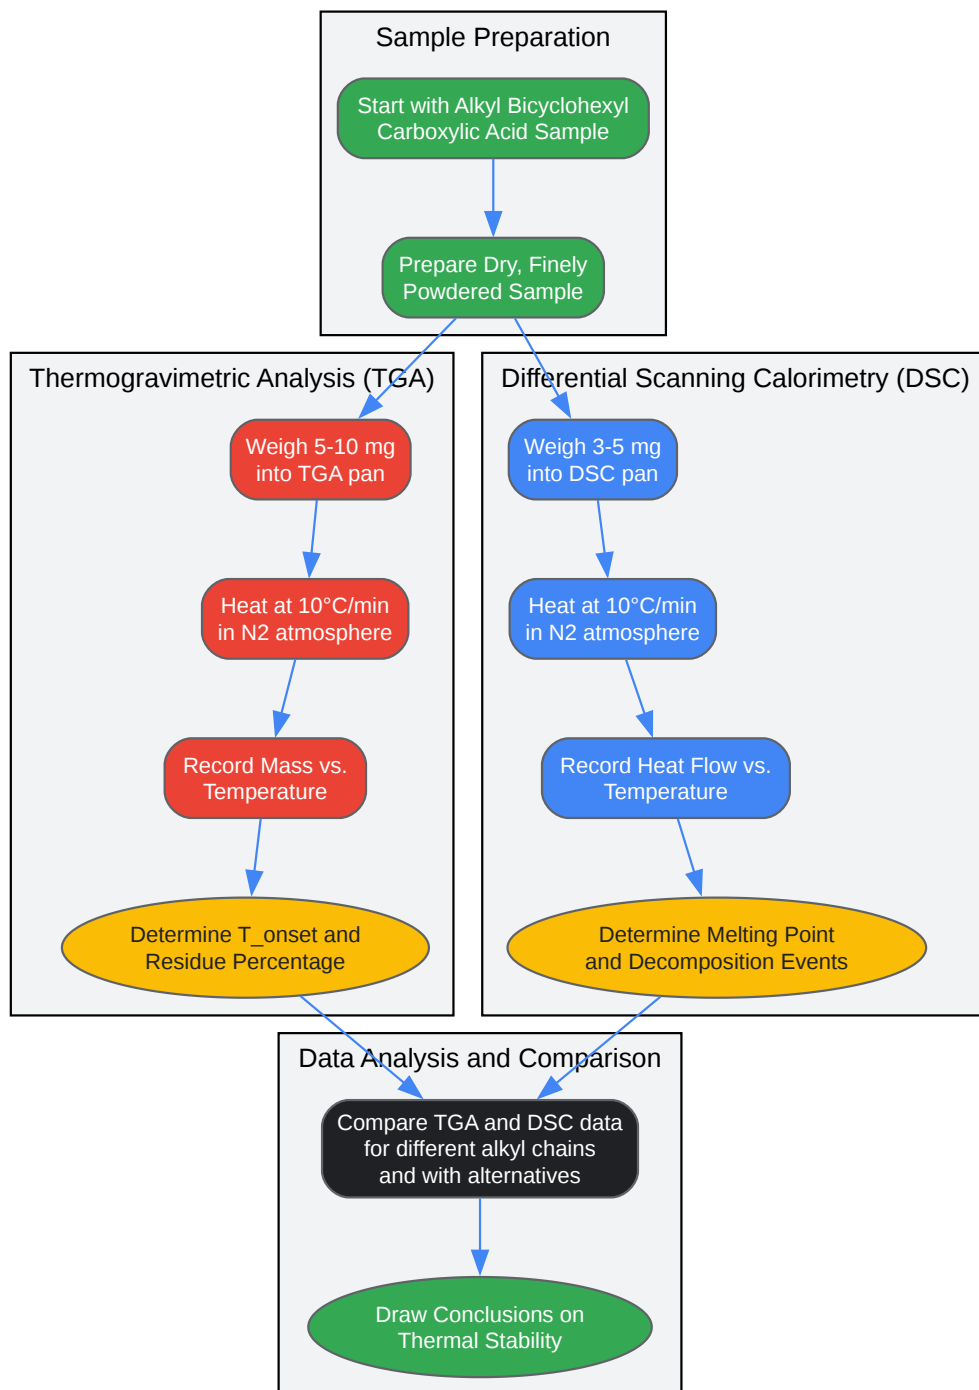 Sample Preparation
Start with Alkyl Bicyclohexyl
Carboxylic Acid Sample
Prepare Dry, Finely
Powdered Sample
Thermogravimetric Analysis (TGA)
Weigh 5-10 mg
into TGA pan
Heat at 10°C/min
in N2 atmosphere
Record Mass vs.
Temperature
Determine T_onset and
Residue Percentage
Differential Scanning Calorimetry (DSC)
Weigh 3-5 mg
into DSC pan
Heat at 10°C/min
in N2 atmosphere
Record Heat Flow vs.
Temperature
Determine Melting Point
and Decomposition Events
Data Analysis and Comparison
Compare TGA and DSC data
for different alkyl chains
and with alternatives
Draw Conclusions on
Thermal Stability